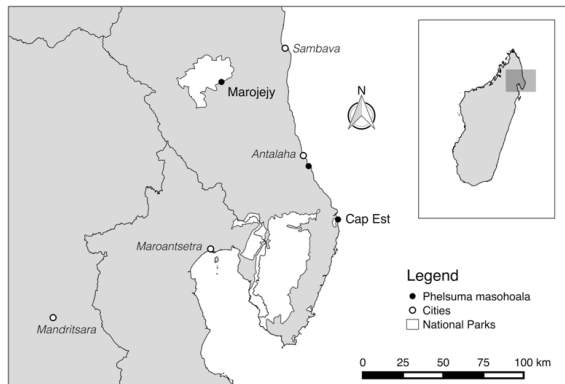 Sambava
Marojejy
N
Antalaha
Cap Est
Maroantsetra
Mandritsara
Legend
Phelsuma masohoala
Cities
National Parks
0 25 50 75 100 km